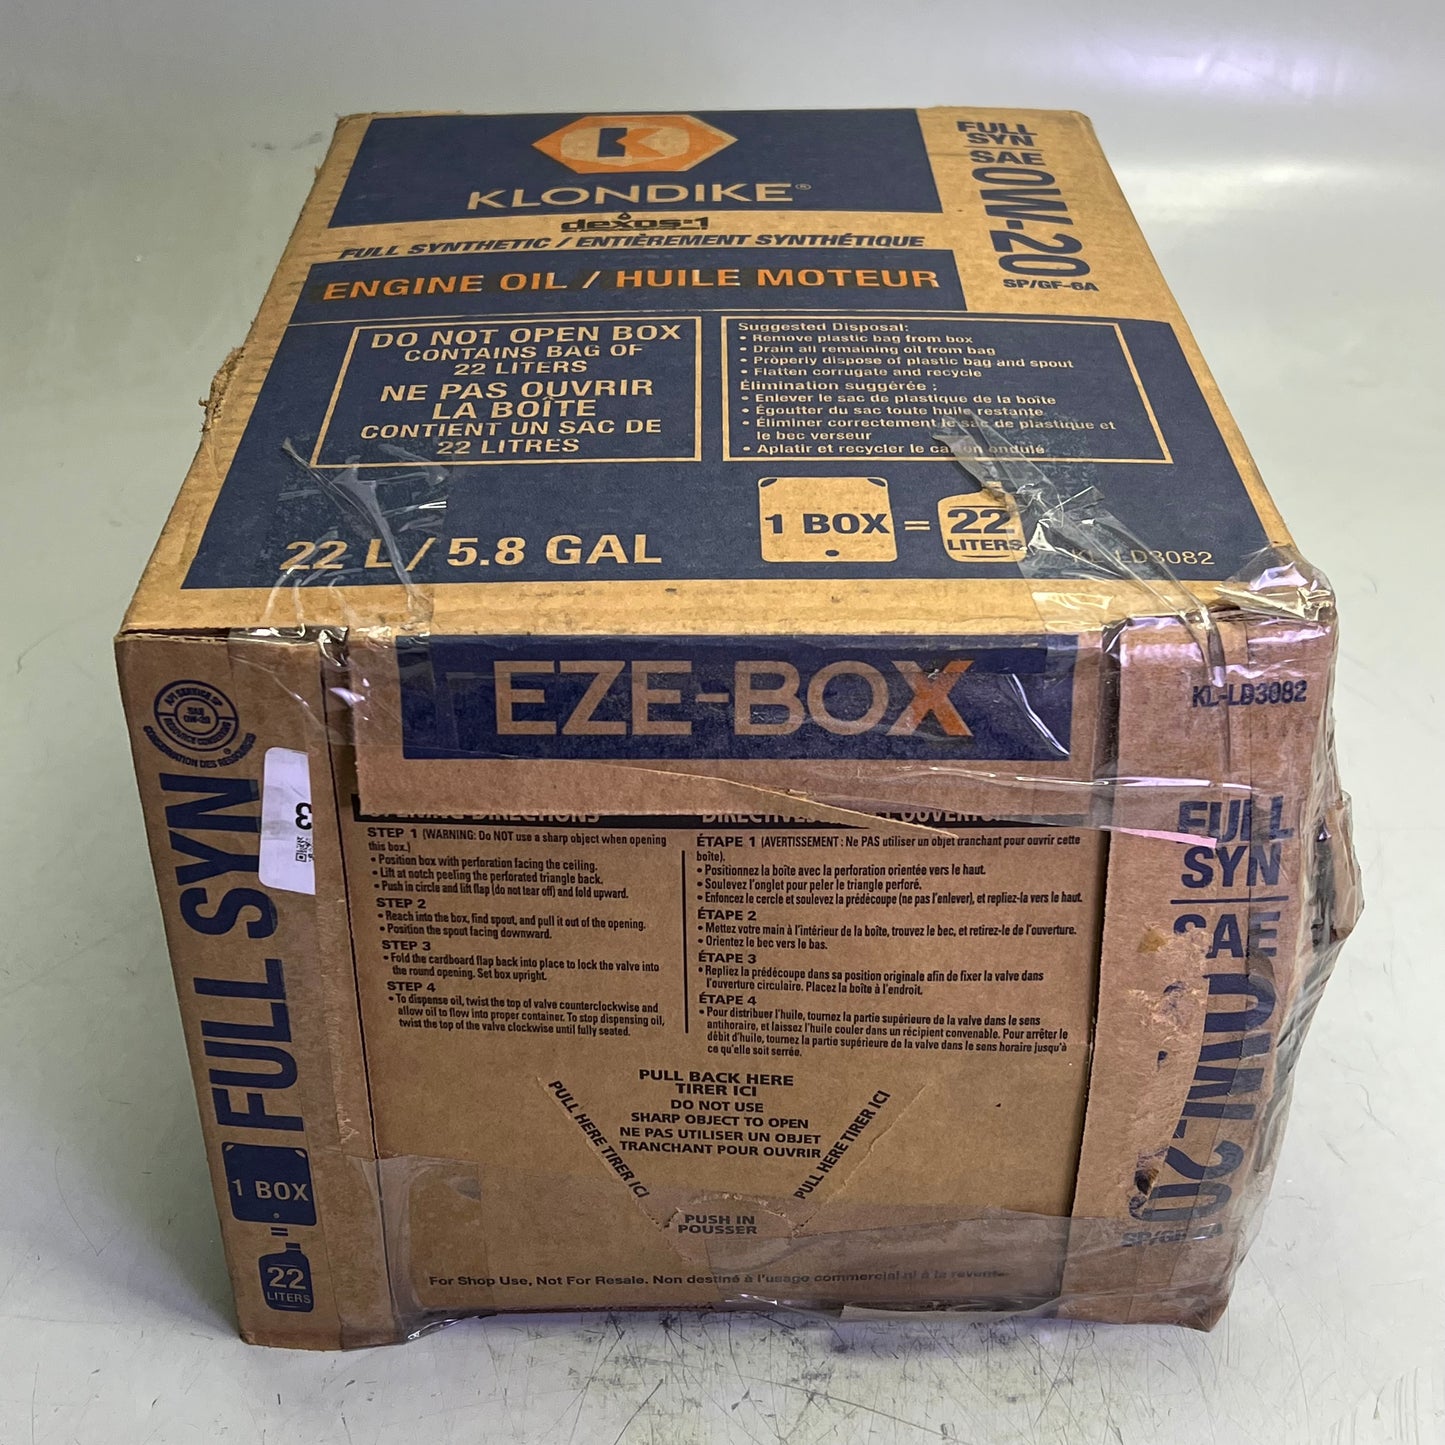 K
KLONDIKE®
dexos1
FULL SYNTHETIC / ENTIÈREMENT SYNTHÉTIQUE
ENGINE OIL / HUILE MOTEUR
FULL
SYN
SAE
0W-20
SP/GF-6A
DO NOT OPEN BOX
CONTAINS BAG OF
22 LITERS
NE PAS OUVRIR
LA BOÎTE
CONTIENT UN SAC DE
22 LITRES
Suggested Disposal:
• Remove plastic bag from box
• Drain all remaining oil from bag
• Properly dispose of plastic bag and spout
• Flatten corrugate and recycle
Élimination suggérée :
• Enlever le sac de plastique de la boîte
• Égoutter du sac toute huile restante
• Éliminer correctement le sac de plastique et
le bec verseur
• Aplatir et recycler le carton ondulé
22 L / 5.8 GAL
1 BOX = 22
LITERS
KL-LD3082
EZE-BOX
KL-LD3082
API SERVICE SP
SAE
0W-20
RESOURCE CONSERVING
CONSERVATION DES RESSOURCES
FULL SYN
1 BOX
=
22
LITERS
3
OPENING DIRECTIONS
STEP 1 (WARNING: Do NOT use a sharp object when opening
this box.)
• Position box with perforation facing the ceiling.
• Lift at notch peeling the perforated triangle back.
• Push in circle and lift flap (do not tear off) and fold upward.
STEP 2
• Reach into the box, find spout, and pull it out of the opening.
• Position the spout facing downward.
STEP 3
• Fold the cardboard flap back into place to lock the valve into
the round opening. Set box upright.
STEP 4
• To dispense oil, twist the top of valve counterclockwise and
allow oil to flow into proper container. To stop dispensing oil,
twist the top of the valve clockwise until fully seated.
ÉTAPE 1 (AVERTISSEMENT : Ne PAS utiliser un objet tranchant pour ouvrir cette
boîte).
• Positionnez la boîte avec la perforation orientée vers le haut.
• Soulevez l'onglet pour peler le triangle perforé.
• Enfoncez le cercle et soulevez la prédécoupe (ne pas l'enlever), et repliez-la vers le haut.
ÉTAPE 2
• Mettez votre main à l'intérieur de la boîte, trouvez le bec, et retirez-le de l'ouverture.
• Orientez le bec vers le bas.
ÉTAPE 3
• Repliez la prédécoupe dans sa position originale afin de fixer la valve dans
l'ouverture circulaire. Placez la boîte à l'endroit.
ÉTAPE 4
• Pour distribuer l'huile, tournez la partie supérieure de la valve dans le sens
antihoraire, et laissez l'huile couler dans un récipient convenable. Pour arrêter le
débit d'huile, tournez la partie supérieure de la valve dans le sens horaire jusqu'à
ce qu'elle soit serrée.
PULL BACK HERE
TIRER ICI
DO NOT USE
SHARP OBJECT TO OPEN
NE PAS UTILISER UN OBJET
TRANCHANT POUR OUVRIR
PULL HERE TIRER ICI
PULL HERE TIRER ICI
PUSH IN
POUSSER
For Shop Use, Not For Resale. Non destiné à l'usage commercial ni à la
FULL
SYN
SAE
0W-20